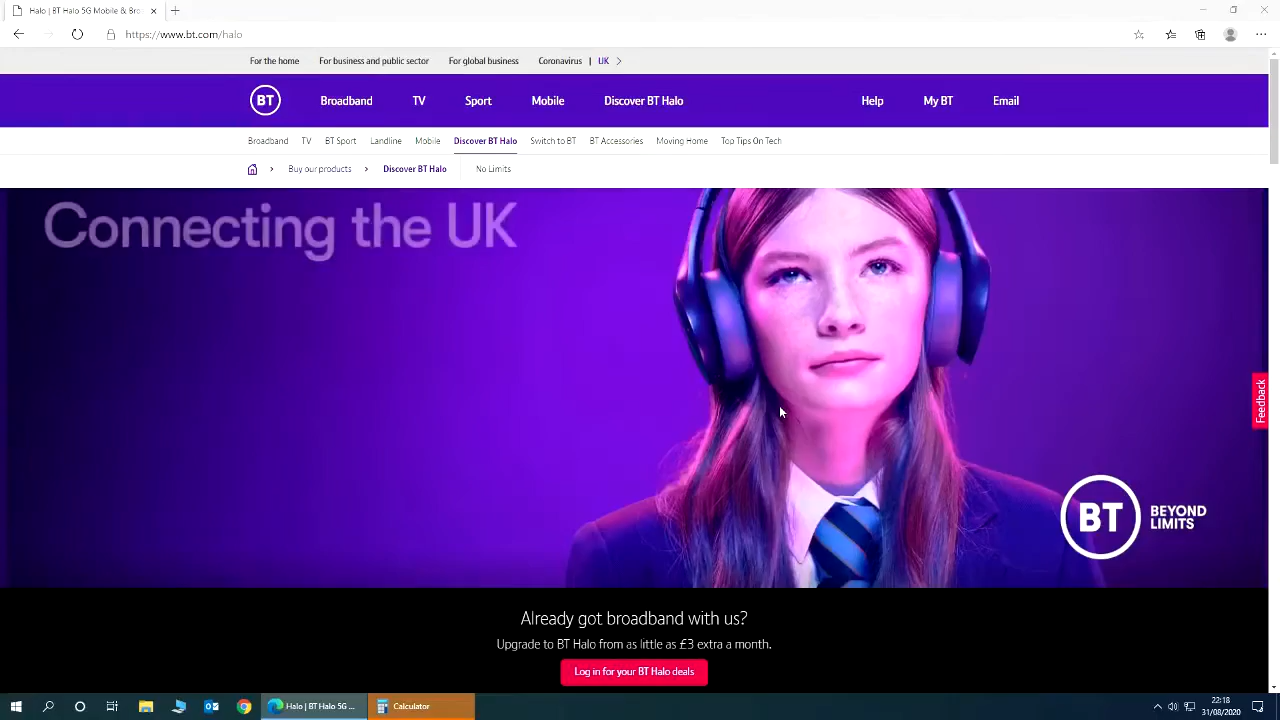 Halo | BT Halo 5G Mobile & Bro
https://www.bt.com/halo
For the home
For business and public sector
For global business
Coronavirus
UK
BT
Broadband
TV
Sport
Mobile
Discover BT Halo
Help
My BT
Email
Broadband
TV
BT Sport
Landline
Mobile
Discover BT Halo
Switch to BT
BT Accessories
Moving Home
Top Tips On Tech
Buy our products
Discover BT Halo
No Limits
Connecting the UK
Feedback
BT
BEYOND
LIMITS
Already got broadband with us?
Upgrade to BT Halo from as little as £3 extra a month.
Log in for your BT Halo deals
Halo | BT Halo 5G ...
Calculator
22:18
31/08/2020